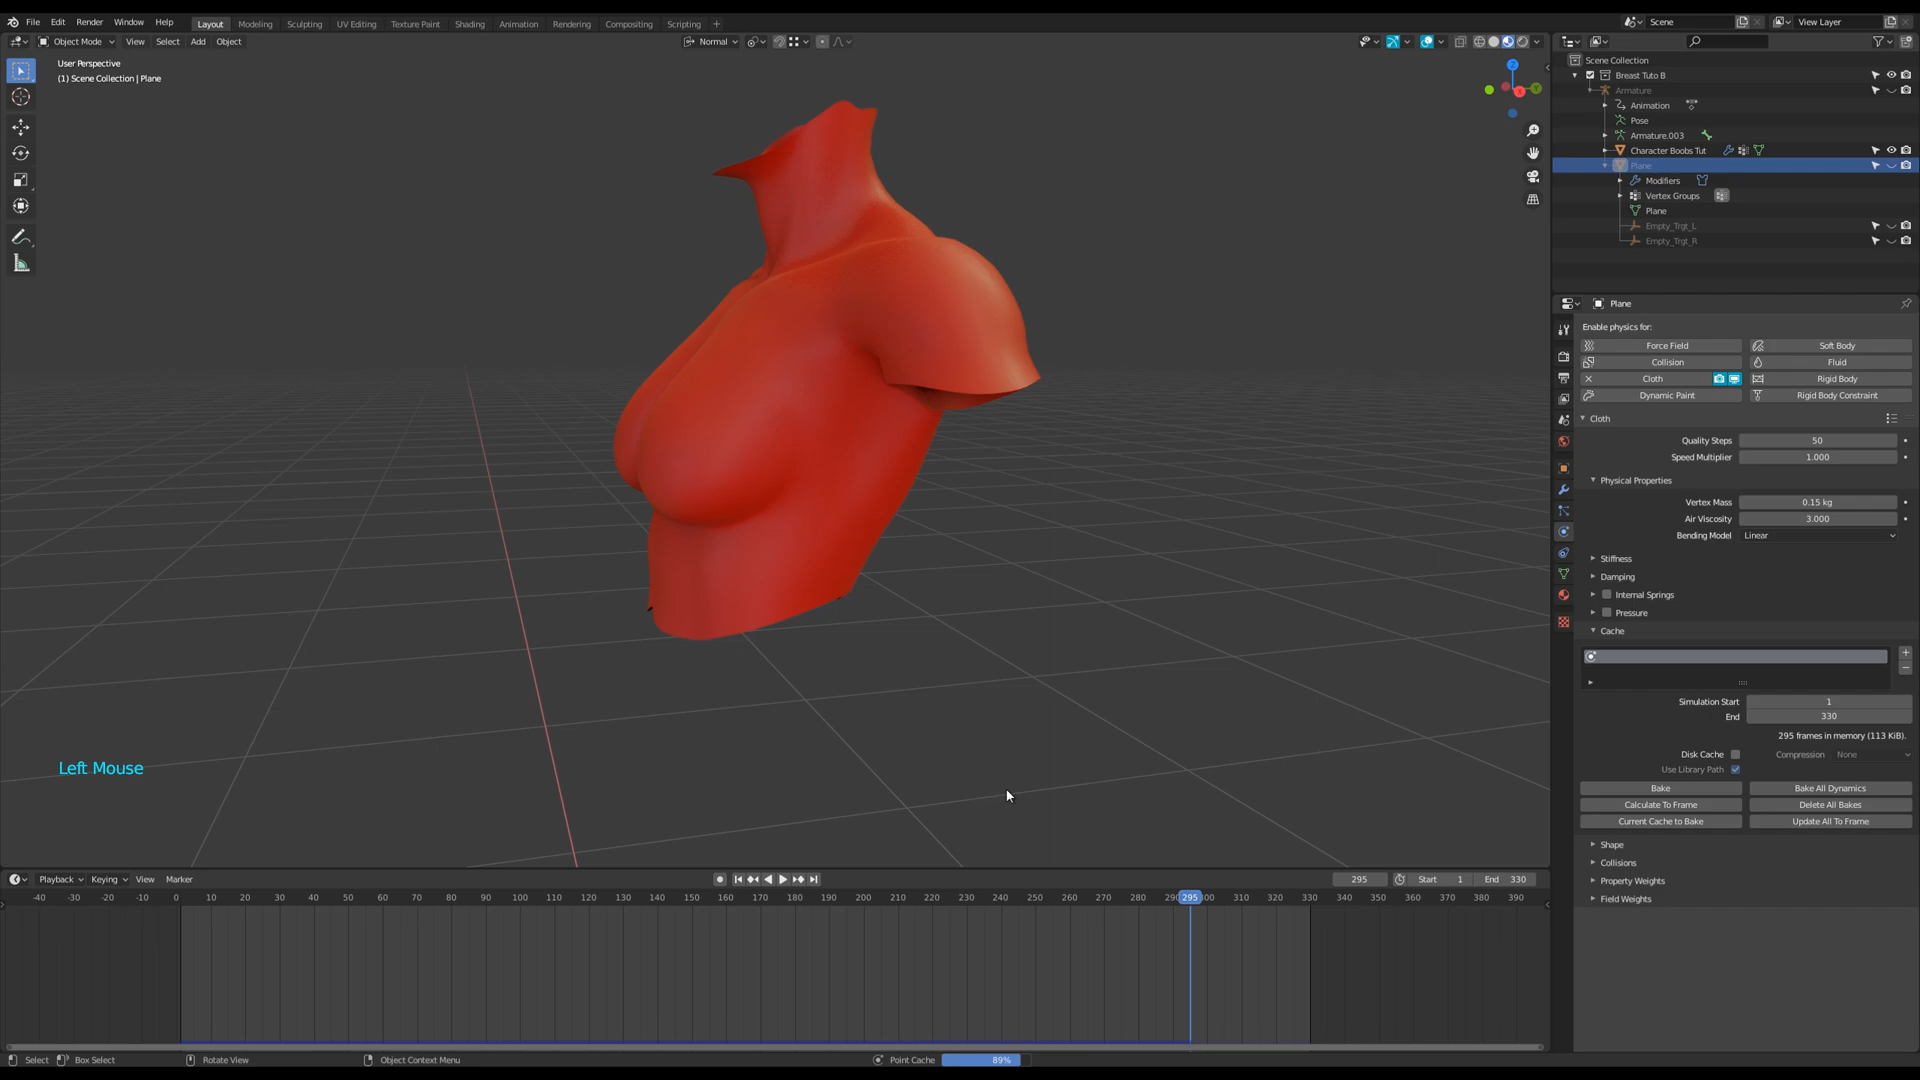 File Edit Render Window Help Layout Modeling Sculpting UV Editing Texture Paint Shading Animation Rendering Compositing Scripting + Scene View Layer
Object Mode View Select Add Object Normal
User Perspective
(1) Scene Collection | Plane
Z
Y
X
Left Mouse
Scene Collection
Breast Tuto B
Armature
Animation
Pose
Armature.003
Character Boobs Tut
Plane
Modifiers
Vertex Groups
Plane
Empty_Trgt_L
Empty_Trgt_R
Plane
Enable physics for:
Force Field Soft Body
Collision Fluid
Cloth Rigid Body
Dynamic Paint Rigid Body Constraint
Cloth
Quality Steps 50
Speed Multiplier 1.000
Physical Properties
Vertex Mass 0.15 kg
Air Viscosity 3.000
Bending Model Linear
Stiffness
Damping
Internal Springs
Pressure
Cache
Simulation Start 1
End 330
295 frames in memory (113 KiB).
Disk Cache Compression None
Use Library Path
Bake Bake All Dynamics
Calculate To Frame Delete All Bakes
Current Cache to Bake Update All To Frame
Shape
Collisions
Property Weights
Field Weights
Playback Keying View Marker 295 Start 1 End 330
-40 -30 -20 -10 0 10 20 30 40 50 60 70 80 90 100 110 120 130 140 150 160 170 180 190 200 210 220 230 240 250 260 270 280 295 310 320 330 340 350 360 370 380 390
Select Box Select Rotate View Object Context Menu Point Cache 89%